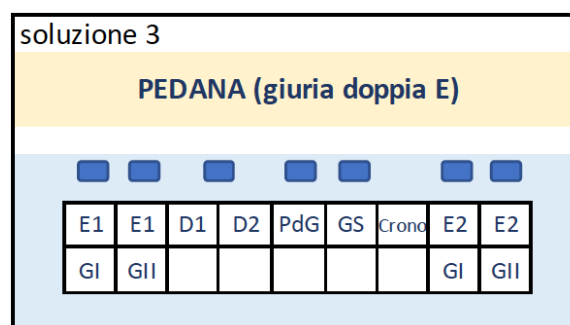 soluzione 3
PEDANA (giuria doppia E)
E1 E1 D1 D2 PdG GS Crono E2 E2
GI GII GI GII